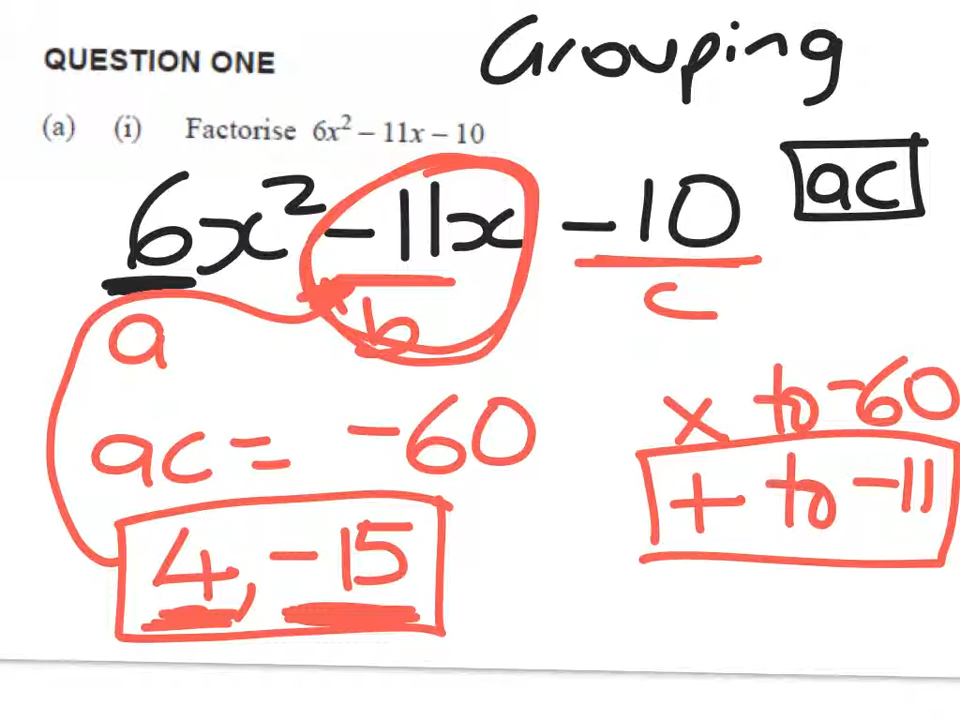 QUESTION ONE
Grouping
(a) (i) Factorise 6x² – 11x – 10
6x² - 11x - 10
ac
a
b
c
ac = -60
x to -60
+ to -11
4, -15